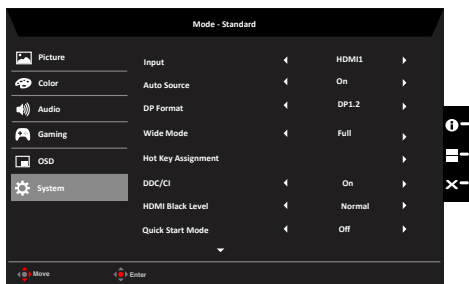 Mode - Standard
Picture
Color
Audio
Gaming
OSD
System
Input HDMI1
Auto Source On
DP Format DP1.2
Wide Mode Full
Hot Key Assignment
DDC/CI On
HDMI Black Level Normal
Quick Start Mode Off
Move Enter